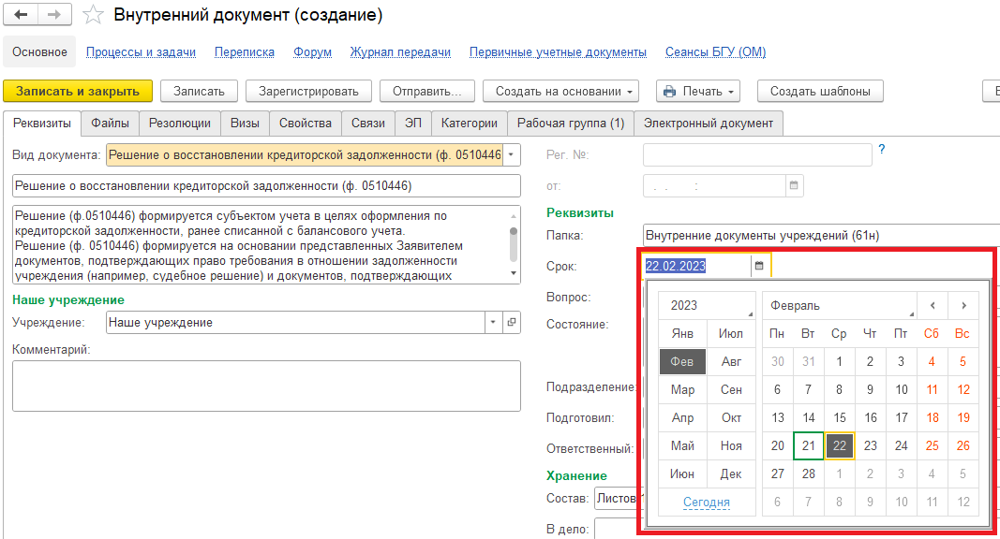 Внутренний документ (создание)
Основное Процессы и задачи Переписка Форум Журнал передачи Первичные учетные документы Сеансы БГУ (ОМ)
Записать и закрыть Записать Зарегистрировать Отправить... Создать на основании Печать Создать шаблоны
Реквизиты Файлы Резолюции Визы Свойства Связи ЭП Категории Рабочая группа (1) Электронный документ
Вид документа: Решение о восстановлении кредиторской задолженности (ф. 0510446
Решение о восстановлении кредиторской задолженности (ф. 0510446)
Решение (ф.0510446) формируется субъектом учета в целях оформления по
кредиторской задолженности, ранее списанной с балансового учета.
Решение (ф. 0510446) формируется на основании представленных Заявителем
документов, подтверждающих право требования в отношении задолженности
учреждения (например, судебное решение) и документов, подтверждающих
Наше учреждение
Учреждение: Наше учреждение
Комментарий:
Рег. №: ?
от: . . :
Реквизиты
Папка: Внутренние документы учреждений (61н)
Срок: 22.02.2023
Вопрос:
Состояние:
Подразделение:
Подготовил:
Ответственный:
Хранение
Состав: Листов
В дело:
2023 Февраль < >
Янв Июл Пн Вт Ср Чт Пт Сб Вс
Фев Авг 30 31 1 2 3 4 5
Мар Сен 6 7 8 9 10 11 12
Апр Окт 13 14 15 16 17 18 19
Май Ноя 20 21 22 23 24 25 26
Июн Дек 27 28 1 2 3 4 5
Сегодня 6 7 8 9 10 11 12